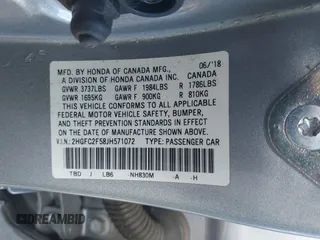 MFD. BY HONDA OF CANADA MFG., 06/'18
A DIVISION OF HONDA CANADA INC. CANADA
GVWR 3737LBS GAWR F 1984LBS R 1786LBS
GVWR 1695KG GAWR F 900KG R 810KG
THIS VEHICLE CONFORMS TO ALL APPLICABLE
FEDERAL MOTOR VEHICLE SAFETY, BUMPER, AND
THEFT PREVENTION STANDARDS IN EFFECT ON
THE DATE OF MANUFACTURE SHOWN ABOVE.
V.I.N.: 2HGFC2F58JH571072 TYPE: PASSENGER CAR
TBD J LB6 NH830M -A -H
CLEARAMBID